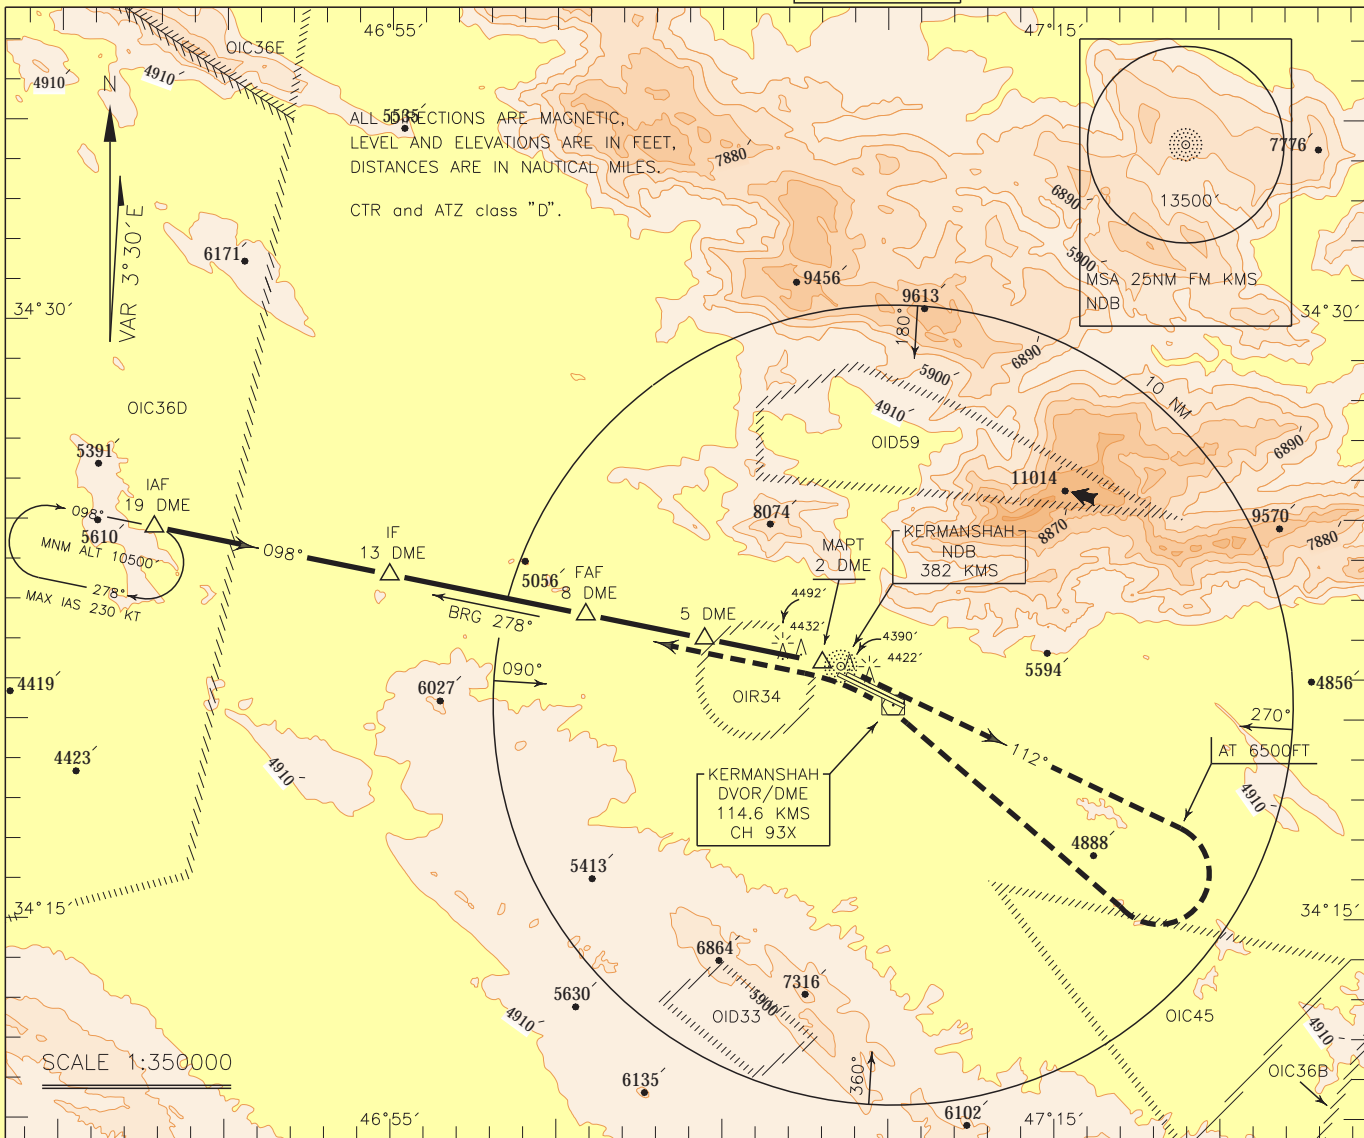 46°55′
47°15′
OIC36E
4910′
4910′
N
VAR 3°30′E
5535′
ALL DIRECTIONS ARE MAGNETIC,
LEVEL AND ELEVATIONS ARE IN FEET,
DISTANCES ARE IN NAUTICAL MILES.
CTR and ATZ class "D".
7880′
7776′
6890′
13500′
5900′
MSA 25NM FM KMS
NDB
6171′
9456′
9613′
34°30′
34°30′
180°
6890′
5900′
10 NM
4910′
OIC36D
OID59
6890′
5391′
11014′
IAF
19 DME
098°
5610′
MNM ALT 10500′
278°
MAX IAS 230 KT
098°
IF
13 DME
8074′
8870′
9570′
7880′
KERMANSHAH
NDB
382 KMS
MAPT
2 DME
5056′
FAF
8 DME
BRG 278°
5 DME
4492′
4432′
4390′
4422′
5594′
4856′
090°
4419′
6027′
OIR34
270°
112°
AT 6500FT
4423′
4910′
KERMANSHAH
DVOR/DME
114.6 KMS
CH 93X
4910′
4888′
5413′
34°15′
34°15′
6864′
7316′
5900′
OID33
5630′
4910′
OIC45
4910′
SCALE 1:350000
6135′
360°
OIC36B
6102′
46°55′
47°15′